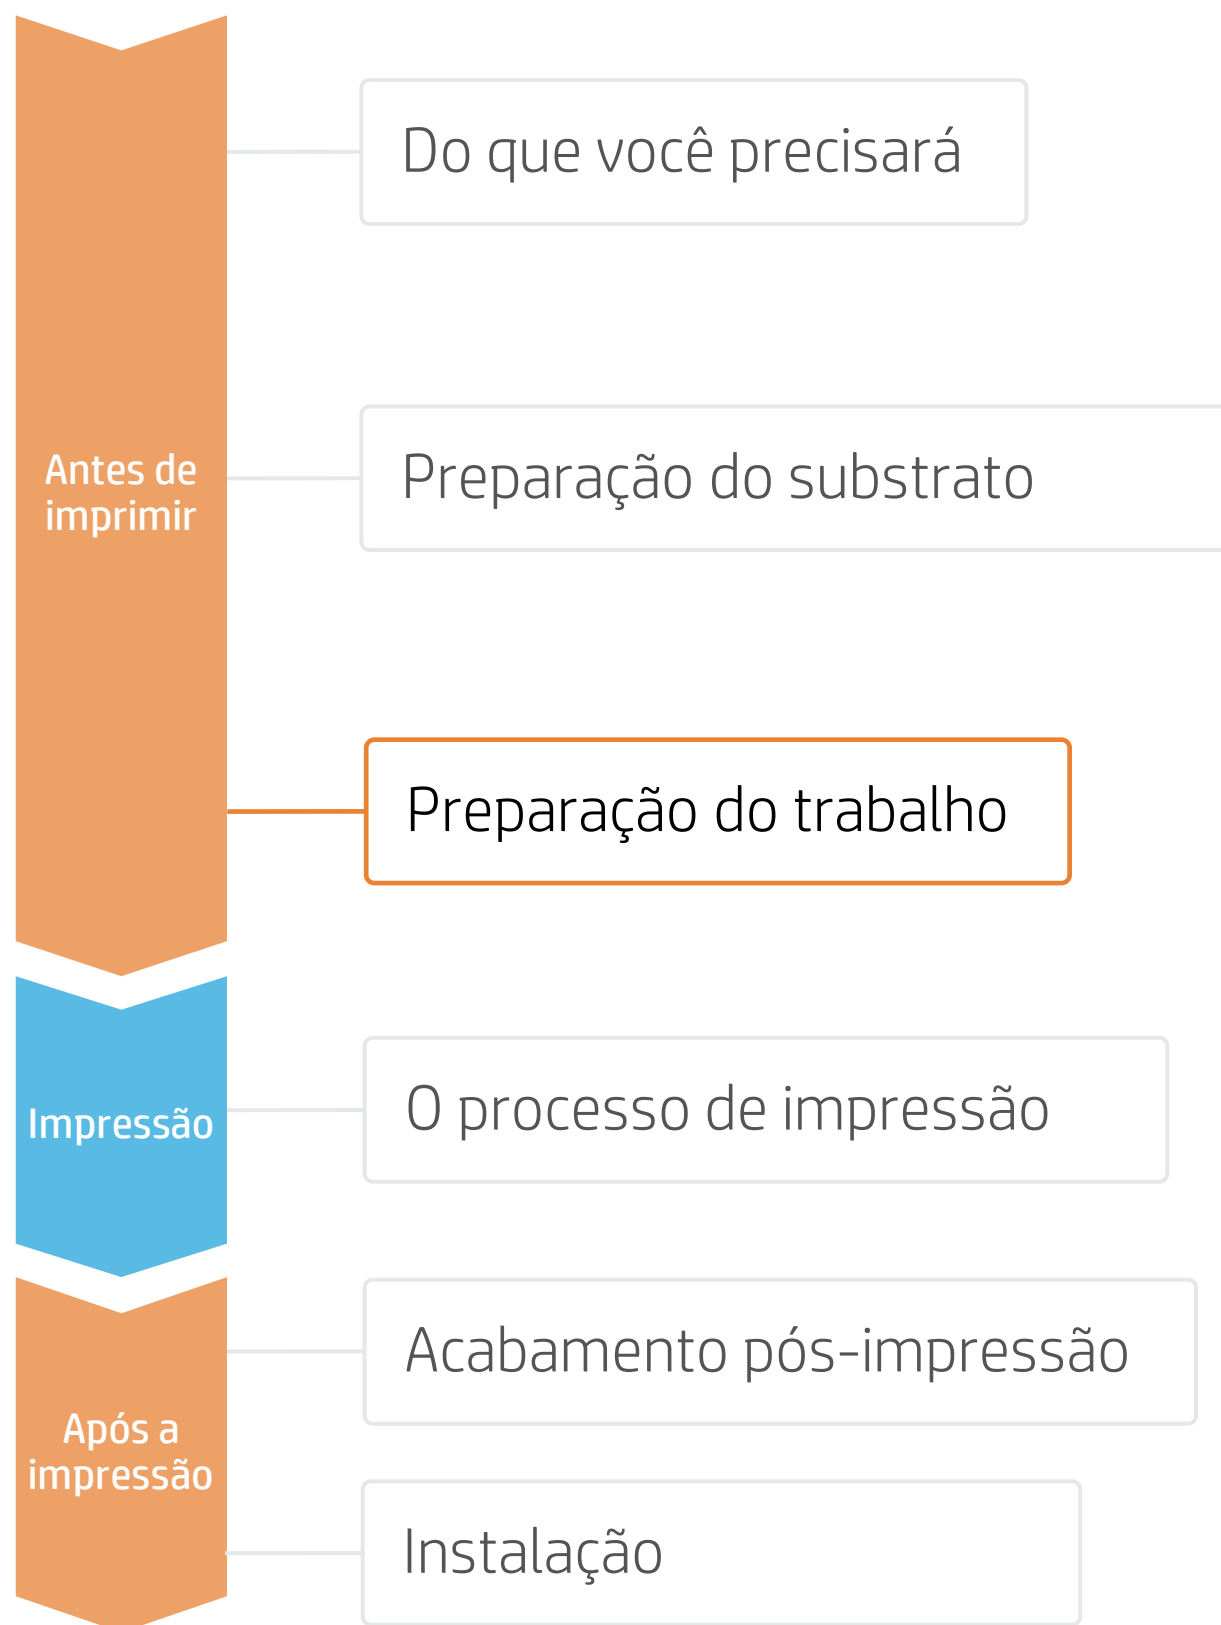 Do que você precisará
Antes de
imprimir
Preparação do substrato
Preparação do trabalho
Impressão
O processo de impressão
Após a
impressão
Acabamento pós-impressão
Instalação